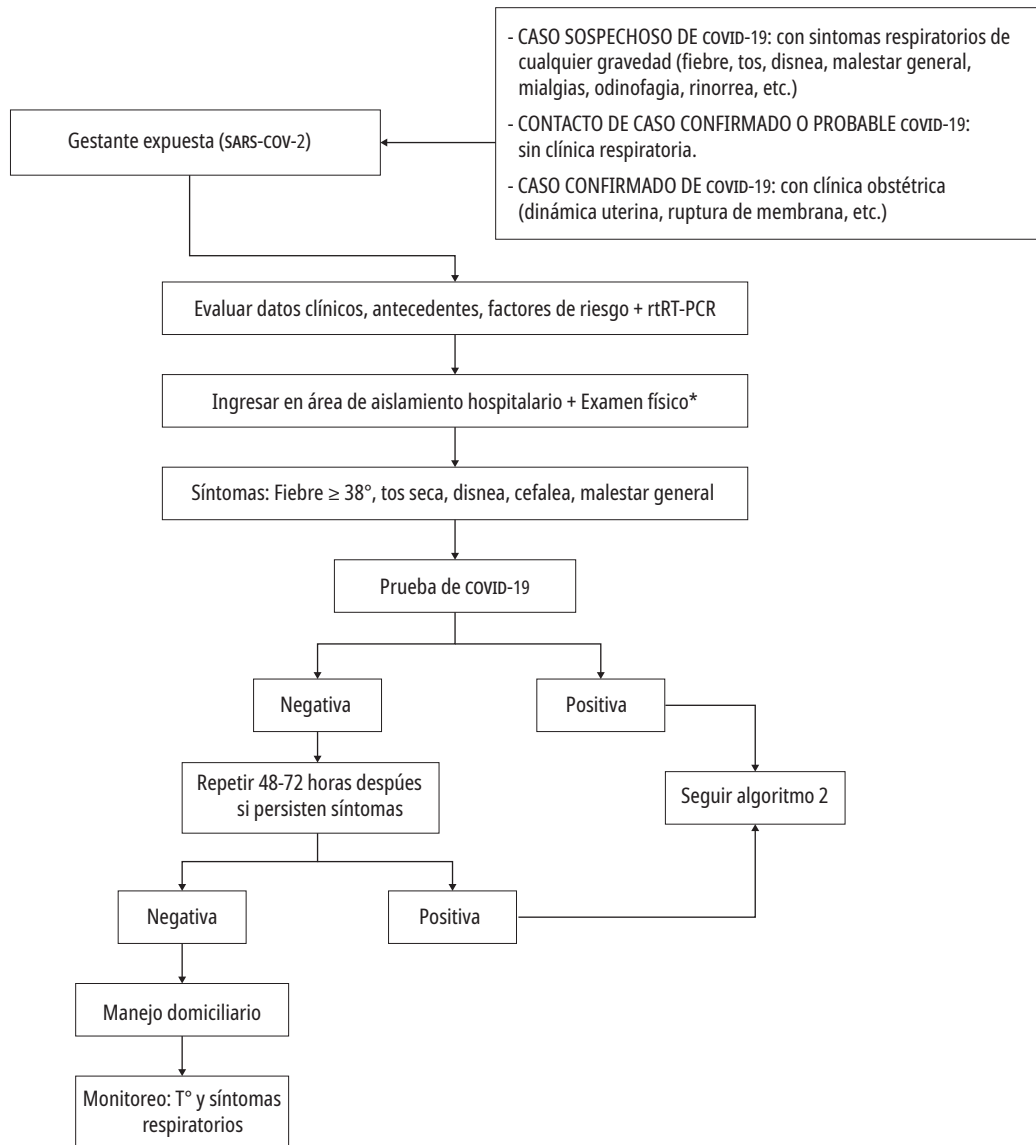 - CASO SOSPECHOSO DE COVID-19: con sintomas respiratorios de
cualquier gravedad (fiebre, tos, disnea, malestar general,
mialgias, odinofagia, rinorrea, etc.)
- CONTACTO DE CASO CONFIRMADO O PROBABLE COVID-19:
sin clínica respiratoria.
- CASO CONFIRMADO DE COVID-19: con clínica obstétrica
(dinámica uterina, ruptura de membrana, etc.)
Gestante expuesta (SARS-COV-2)
Evaluar datos clínicos, antecedentes, factores de riesgo + rtRT-PCR
Ingresar en área de aislamiento hospitalario + Examen físico*
Síntomas: Fiebre ≥ 38°, tos seca, disnea, cefalea, malestar general
Prueba de COVID-19
Negativa
Positiva
Repetir 48-72 horas despúes
si persisten síntomas
Seguir algoritmo 2
Negativa
Positiva
Manejo domiciliario
Monitoreo: T° y síntomas
respiratorios